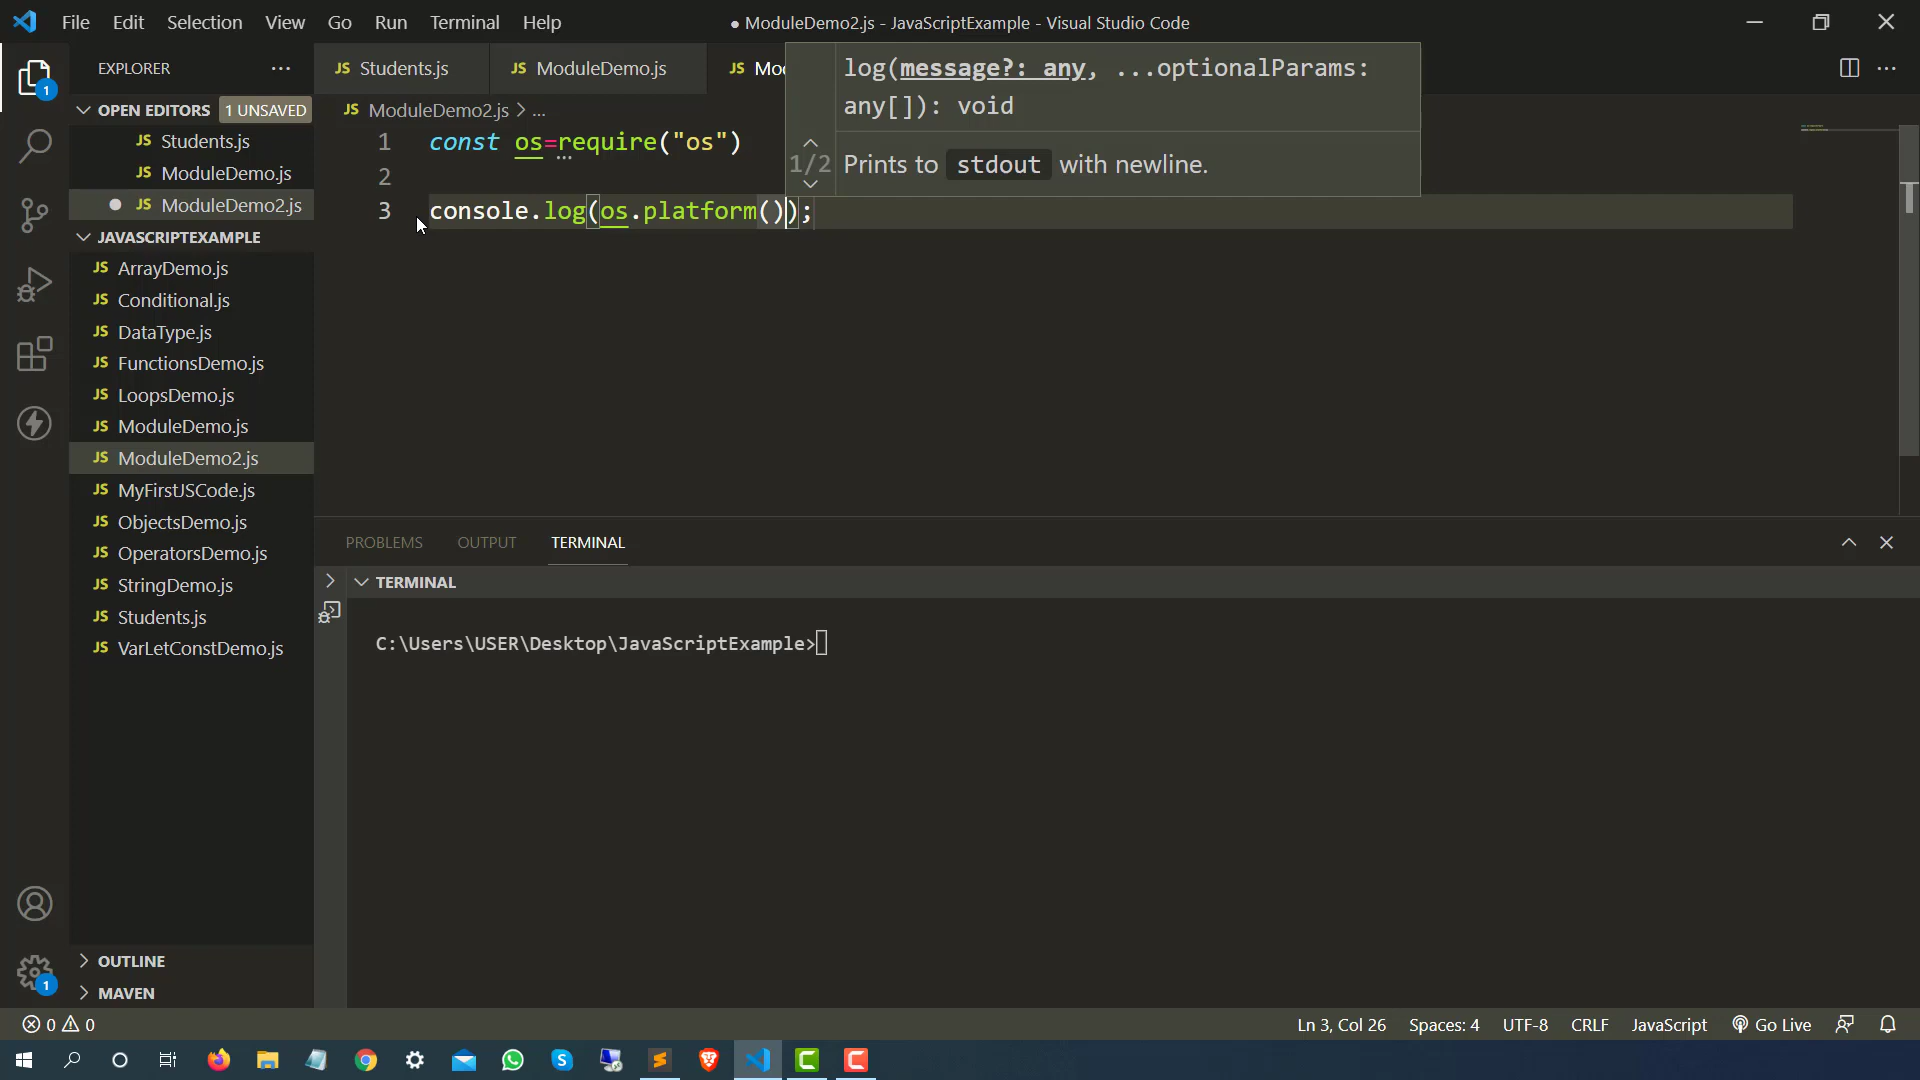 File Edit Selection View Go Run Terminal Help
● ModuleDemo2.js - JavaScriptExample - Visual Studio Code
EXPLORER ...
JS Students.js
JS ModuleDemo.js
JS Mo
log(message?: any, ...optionalParams:
any[]): void
1/2 Prints to stdout with newline.
OPEN EDITORS 1 UNSAVED
JS Students.js
JS ModuleDemo.js
● JS ModuleDemo2.js
JAVASCRIPTEXAMPLE
JS ArrayDemo.js
JS Conditional.js
JS DataType.js
JS FunctionsDemo.js
JS LoopsDemo.js
JS ModuleDemo.js
JS ModuleDemo2.js
JS MyFirstJSCode.js
JS ObjectsDemo.js
JS OperatorsDemo.js
JS StringDemo.js
JS Students.js
JS VarLetConstDemo.js
OUTLINE
MAVEN
JS ModuleDemo2.js > ...
1 const os=require("os")
2
3 console.log(os.platform());
PROBLEMS OUTPUT TERMINAL
TERMINAL
C:\Users\USER\Desktop\JavaScriptExample>
1
1
0 0
Ln 3, Col 26 Spaces: 4 UTF-8 CRLF JavaScript Go Live